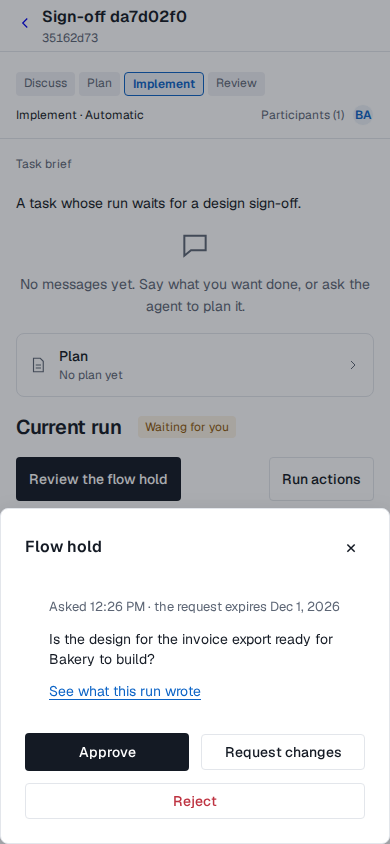 Sign-off da7d02f0
35162d73
Discuss
Plan
Implement
Review
Implement · Automatic
Participants (1)
BA
Task brief
A task whose run waits for a design sign-off.
No messages yet. Say what you want done, or ask the
agent to plan it.
Plan
No plan yet
Current run
Waiting for you
Review the flow hold
Run actions
Flow hold
Asked 12:26 PM · the request expires Dec 1, 2026
Is the design for the invoice export ready for
Bakery to build?
See what this run wrote
Approve
Request changes
Reject